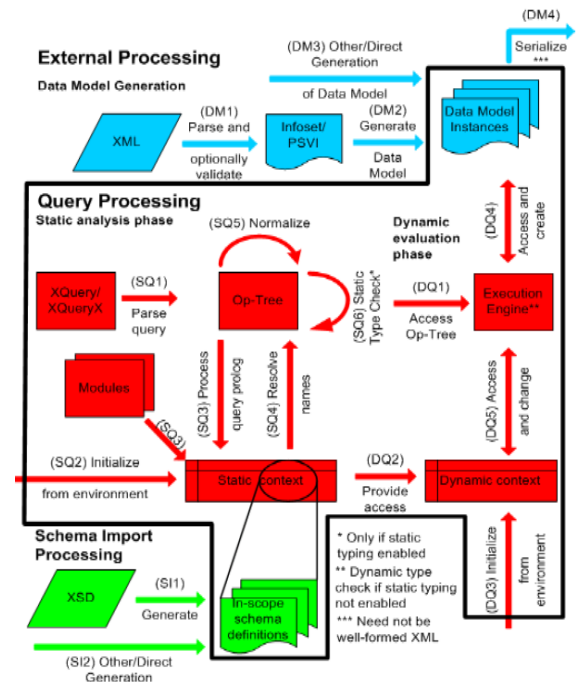 External Processing
Data Model Generation
(DM3) Other/Direct
Generation
of Data Model
(DM4)
Serialize
***
XML
(DM1)
Parse and
optionally
validate
Infoset/
PSVI
(DM2)
Generate
Data
Model
Data Model
Instances
Query Processing
Static analysis phase
(SQ5) Normalize
Dynamic
evaluation
phase
(DQ4)
Access and
create
XQuery/
XQueryX
(SQ1)
Parse
query
Op-Tree
(SQ6) Static
Type Check*
(DQ1)
Access
Op-Tree
Execution
Engine**
Modules
(SQ3)
(SQ3) Process
query prolog
(SQ4) Resolve
names
(DQ5) Access
and change
(SQ2) Initialize
from environment
Static context
(DQ2)
Provide
access
Dynamic context
Schema Import
Processing
XSD
(SI1)
Generate
In-scope
schema
definitions
(SI2) Other/Direct
Generation
* Only if static
typing enabled
** Dynamic type
check if static typing
not enabled
*** Need not be
well-formed XML
(DQ3) Initialize
from
environment